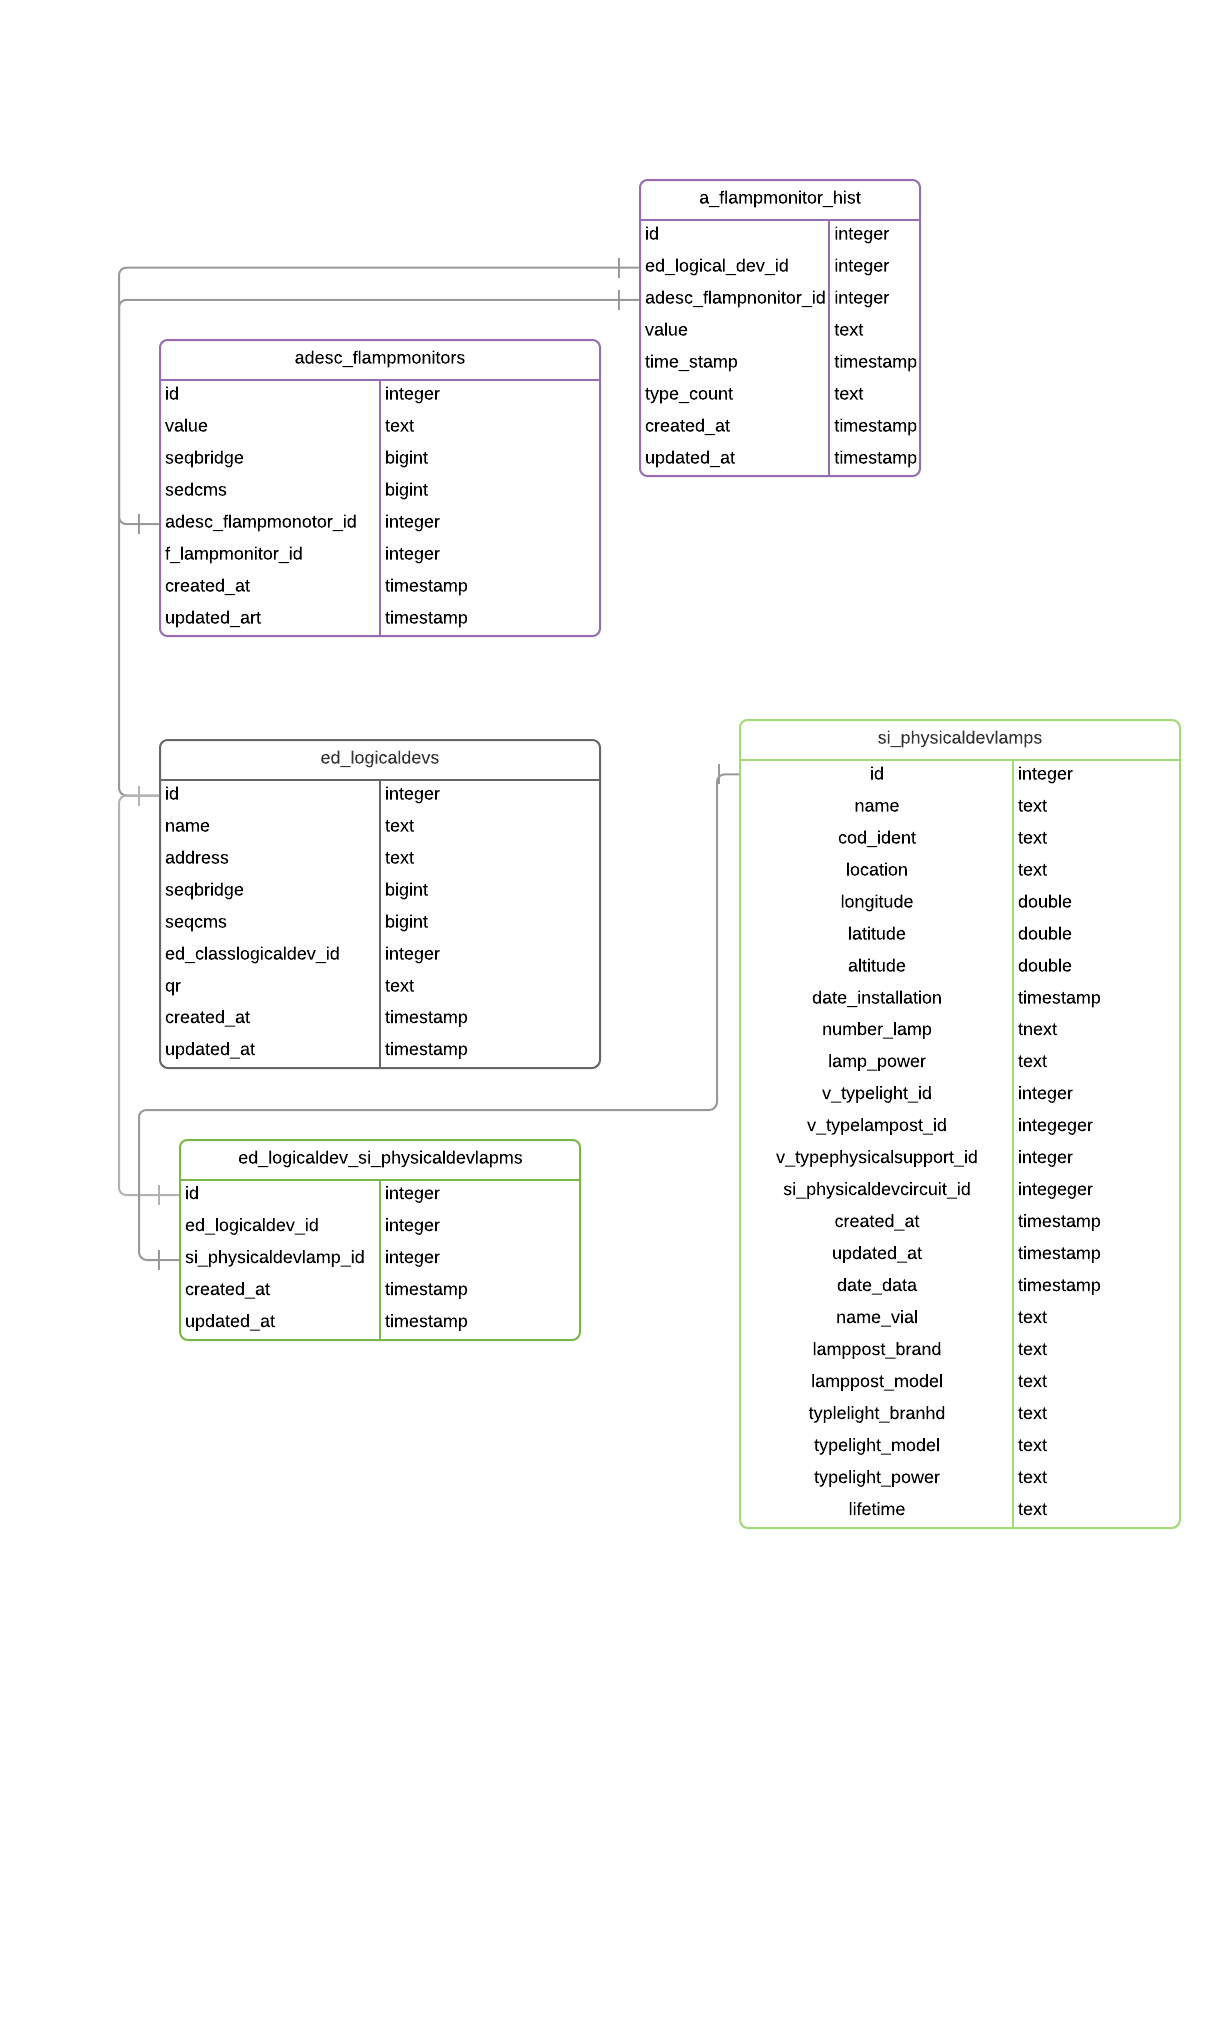 a_flampmonitor_hist
id integer
ed_logical_dev_id integer
adesc_flampnonitor_id integer
value text
time_stamp timestamp
type_count text
created_at timestamp
updated_at timestamp
adesc_flampmonitors
id integer
value text
seqbridge bigint
sedcms bigint
adesc_flampmonotor_id integer
f_lampmonitor_id integer
created_at timestamp
updated_art timestamp
ed_logicaldevs
id integer
name text
address text
seqbridge bigint
seqcms bigint
ed_classlogicaldev_id integer
qr text
created_at timestamp
updated_at timestamp
si_physicaldevlamps
id integer
name text
cod_ident text
location text
longitude double
latitude double
altitude double
date_installation timestamp
number_lamp tnext
lamp_power text
v_typelight_id integer
v_typelampost_id integeger
v_typephysicalsupport_id integer
si_physicaldevcircuit_id integeger
created_at timestamp
updated_at timestamp
date_data timestamp
name_vial text
lamppost_brand text
lamppost_model text
typlelight_branhd text
typelight_model text
typelight_power text
lifetime text
ed_logicaldev_si_physicaldevlapms
id integer
ed_logicaldev_id integer
si_physicaldevlamp_id integer
created_at timestamp
updated_at timestamp